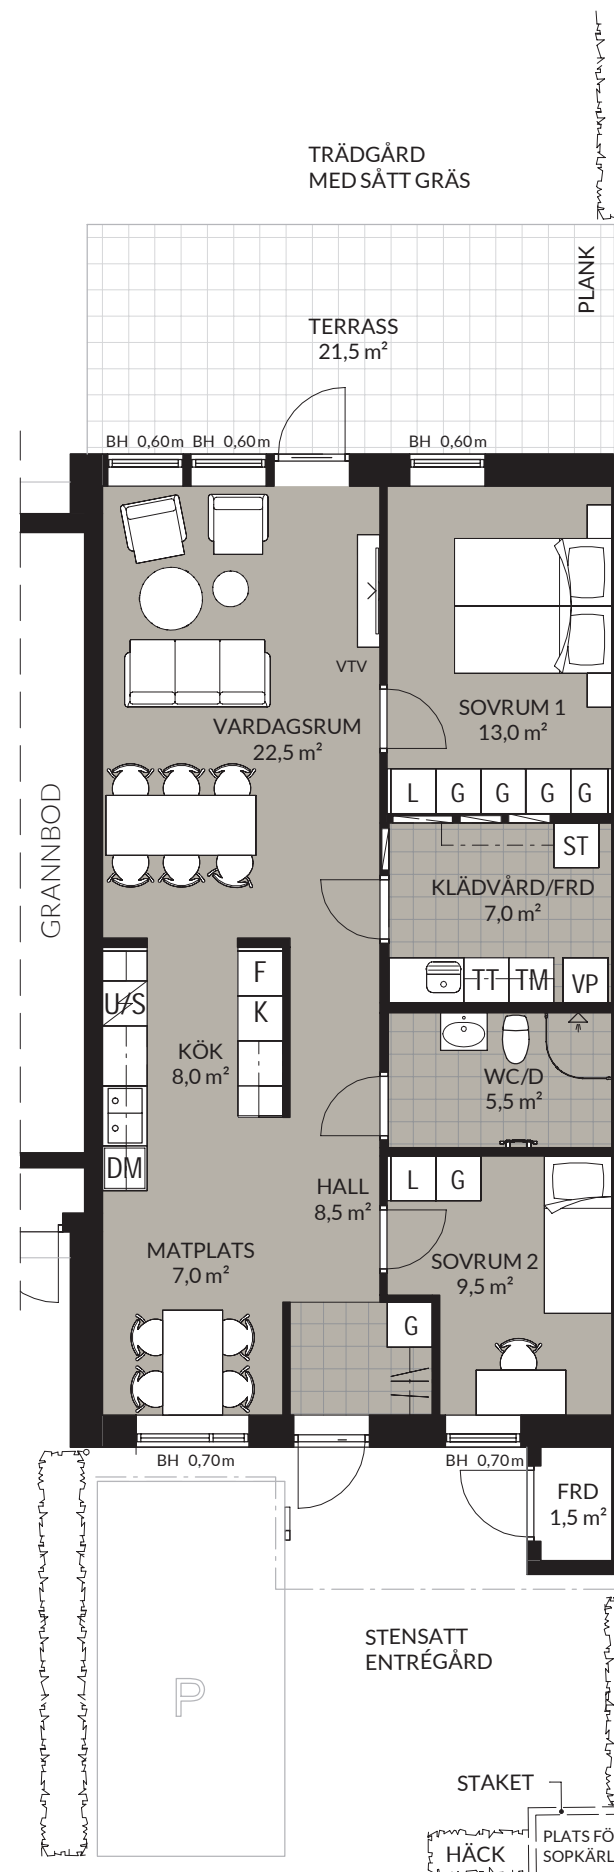 TRÄDGÅRD
MED SÅTT GRÄS
PLANK
TERRASS
21,5 m²
BH 0,60m BH 0,60m BH 0,60m
VTV
SOVRUM 1
13,0 m²
VARDAGSRUM
22,5 m²
L G G G G
GRANNBOD
ST
KLÄDVÅRD/FRD
7,0 m²
F
TT TM VP
U/S
K
KÖK
8,0 m²
WC/D
5,5 m²
DM
L G
HALL
8,5 m²
MATPLATS
7,0 m²
SOVRUM 2
9,5 m²
G
BH 0,70m BH 0,70m
FRD
1,5 m²
STENSATT
ENTRÉGÅRD
P
STAKET
HÄCK
PLATS FÖ
SOPKÄRL